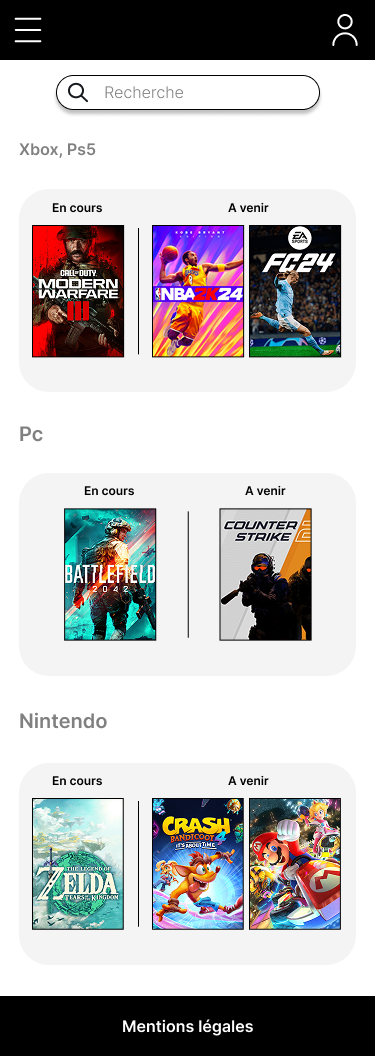 Recherche
Xbox, Ps5
En cours
A venir
CALL OF DUTY
MODERN
WARFARE
III
KOBE BRYANT
EDITION
NBA 2K24
EA
SPORTS
FC24
Pc
En cours
A venir
BATTLEFIELD
2042
COUNTER
STRIKE
2
Nintendo
En cours
A venir
THE LEGEND OF
ZELDA
TEARS OF THE KINGDOM
CRASH
BANDICOOT
4
IT'S ABOUT TIME
Mentions légales